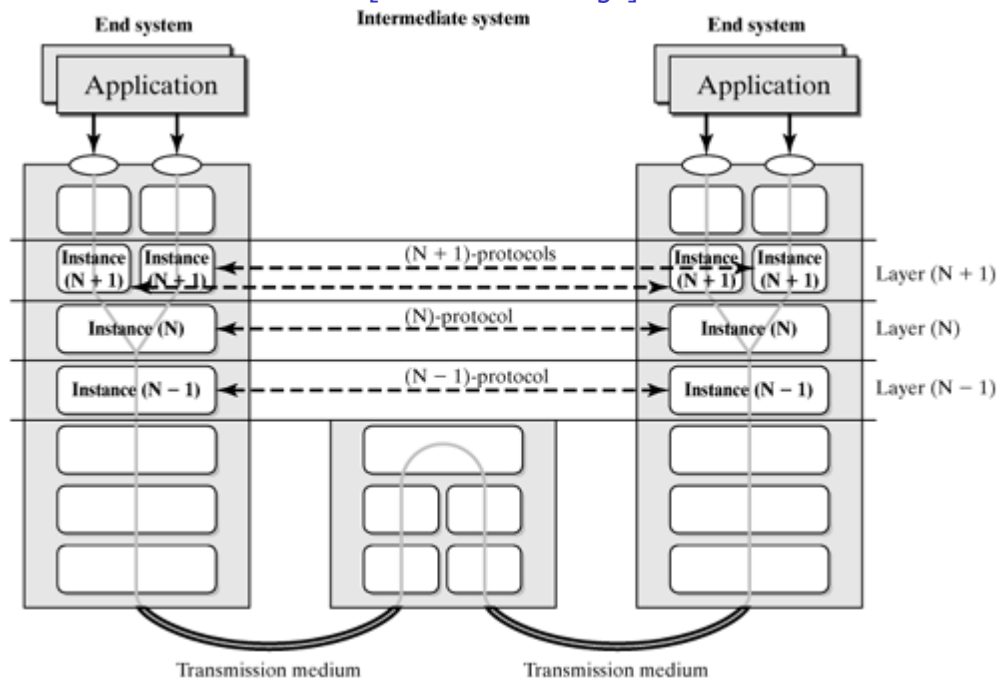 Intermediate system
End system
End system
Application
Application
Instance
(N + 1)
Instance
(N + 1)
(N + 1)-protocols
Instance
(N + 1)
Instance
(N + 1)
Layer (N + 1)
Instance (N)
(N)-protocol
Instance (N)
Layer (N)
Instance (N − 1)
(N − 1)-protocol
Instance (N − 1)
Layer (N − 1)
Transmission medium
Transmission medium